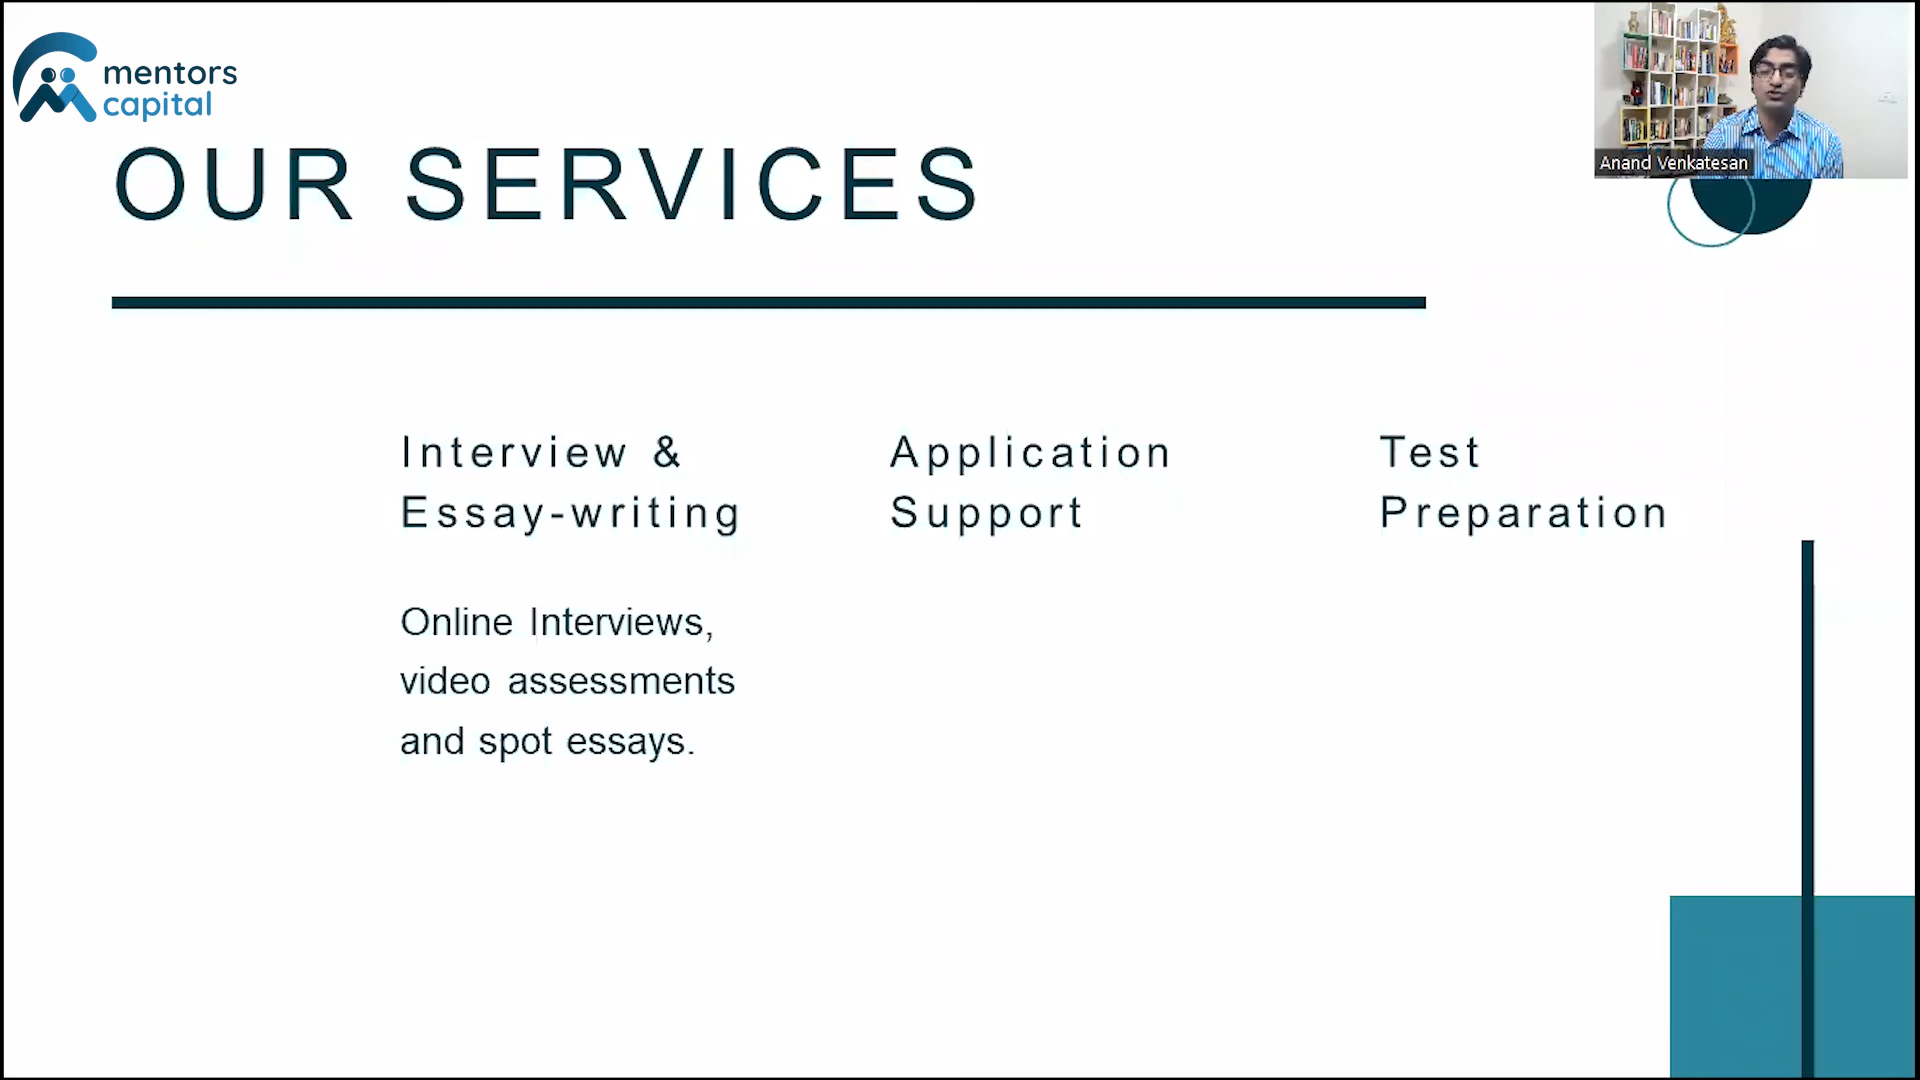 mentors
capital
Anand Venkatesan
OUR SERVICES
Interview &
Essay-writing
Online Interviews,
video assessments
and spot essays.
Application
Support
Test
Preparation